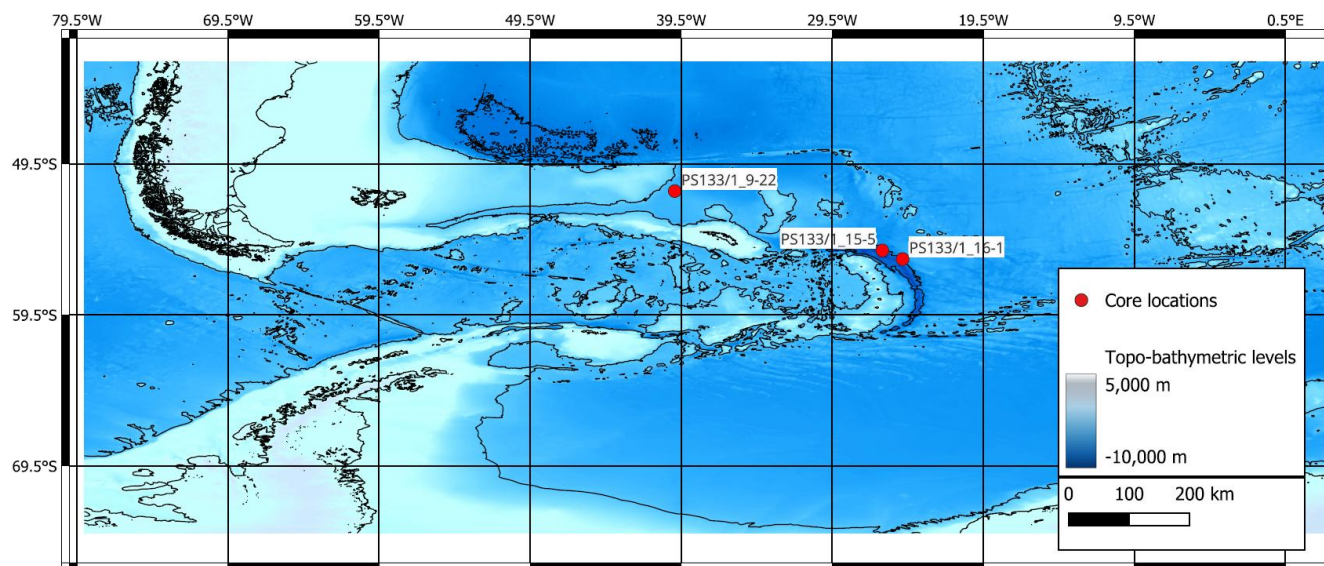 79.5°W 69.5°W 59.5°W 49.5°W 39.5°W 29.5°W 19.5°W 9.5°W 0.5°E
49.5°S
PS133/1_9-22
PS133/1_15-5
PS133/1_16-1
59.5°S
69.5°S
Core locations
Topo-bathymetric levels
5,000 m
-10,000 m
0 100 200 km